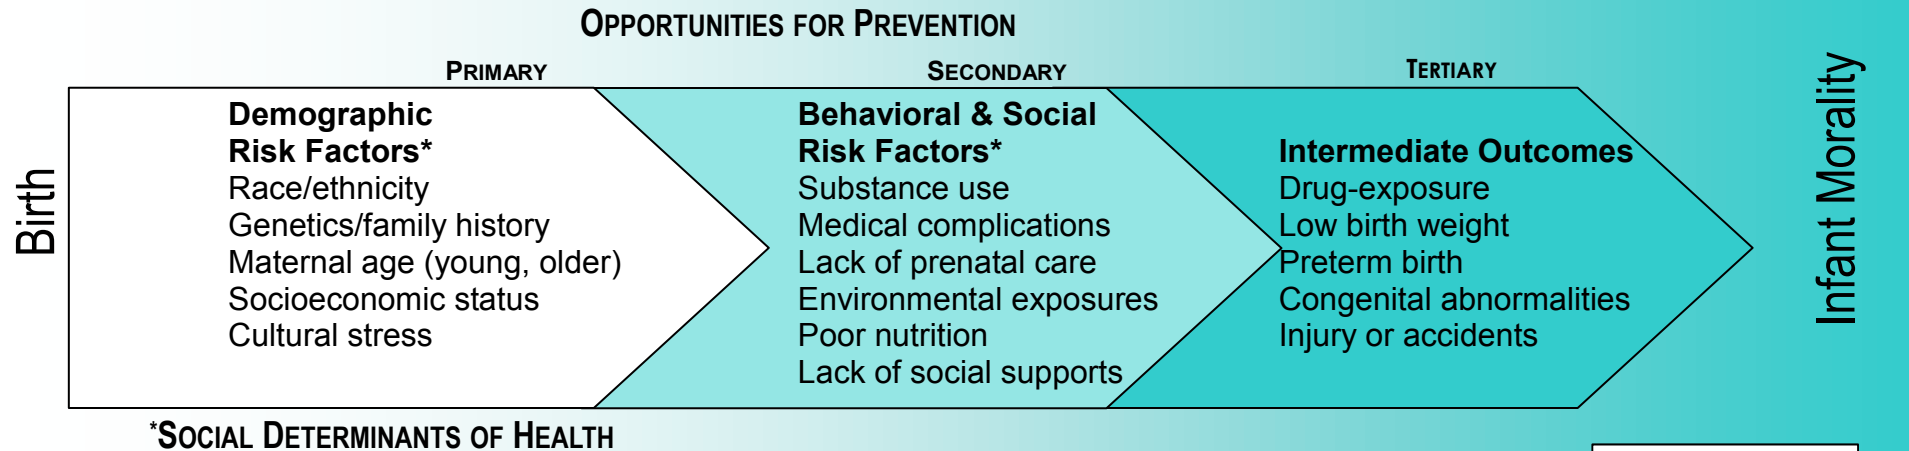 OPPORTUNITIES FOR PREVENTION
PRIMARY
SECONDARY
TERTIARY
Birth
Demographic
Risk Factors*
Race/ethnicity
Genetics/family history
Maternal age (young, older)
Socioeconomic status
Cultural stress
Behavioral & Social
Risk Factors*
Substance use
Medical complications
Lack of prenatal care
Environmental exposures
Poor nutrition
Lack of social supports
Intermediate Outcomes
Drug-exposure
Low birth weight
Preterm birth
Congenital abnormalities
Injury or accidents
Infant Morality
*SOCIAL DETERMINANTS OF HEALTH